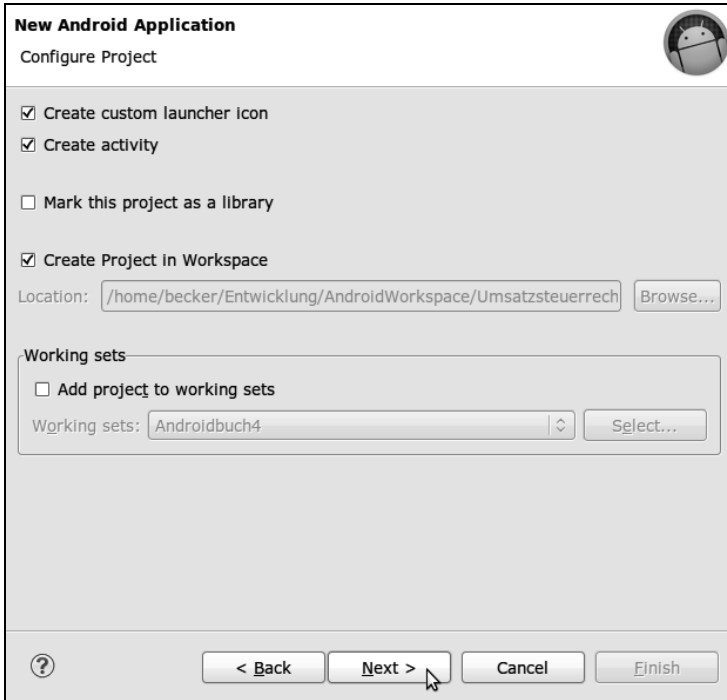 New Android Application
Configure Project
Create custom launcher icon
Create activity
Mark this project as a library
Create Project in Workspace
Location: /home/becker/Entwicklung/AndroidWorkspace/Umsatzsteuerrech Browse...
Working sets
Add project to working sets
Working sets: Androidbuch4 Select...
? < Back Next > Cancel Finish